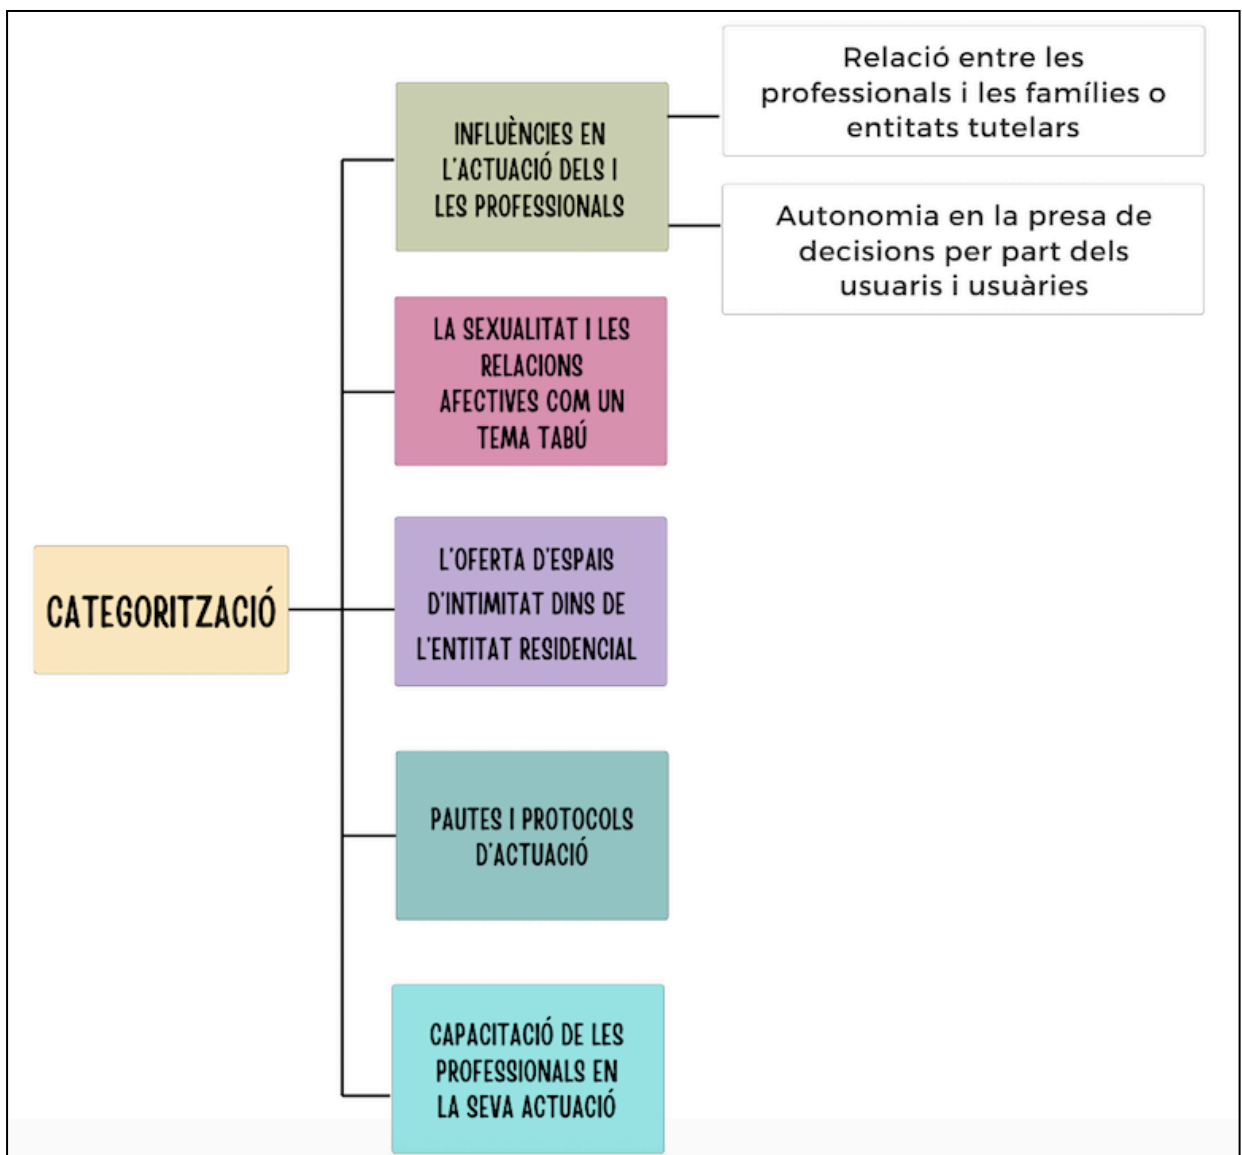 CATEGORITZACIÓ
INFLUÈNCIES EN
L'ACTUACIÓ DELS I
LES PROFESSIONALS
Relació entre les
professionals i les famílies o
entitats tutelars
Autonomia en la presa de
decisions per part dels
usuaris i usuàries
LA SEXUALITAT I LES
RELACIONS
AFECTIVES COM UN
TEMA TABÚ
L'OFERTA D'ESPAIS
D'INTIMITAT DINS DE
L'ENTITAT RESIDENCIAL
PAUTES I PROTOCOLS
D'ACTUACIÓ
CAPACITACIÓ DE LES
PROFESSIONALS EN
LA SEVA ACTUACIÓ